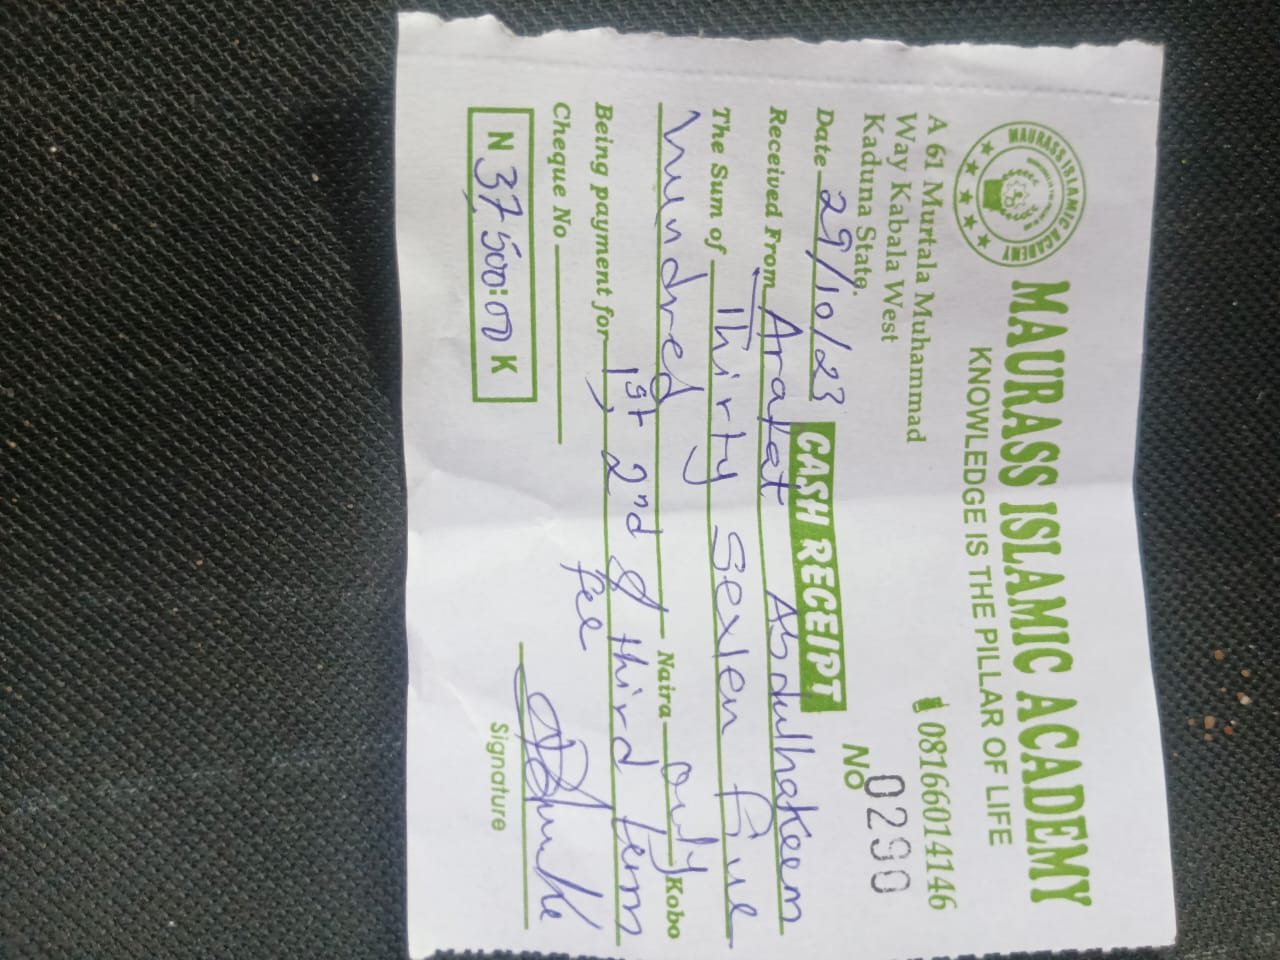 MAURASS ISLAMIC ACADEMY
MAURASS ISLAMIC ACADEMY
KNOWLEDGE IS THE PILLAR OF LIFE
A 61 Murtala Muhammad
Way Kabala West
Kaduna State.
08166014146
No 0290
CASH RECEIPT
Date 29/10/23
Received From Arafat Abdulhakeem
The Sum of Thirty Sexlen five
hundred Naira only Kobo
Being payment for 1st, 2nd & third term
fee
Cheque No
N 37,500:00 K
Signature